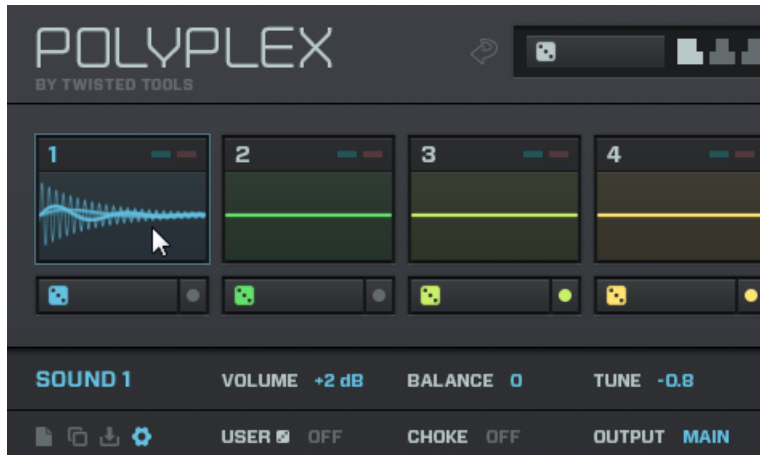 POLYPLEX
BY TWISTED TOOLS
1 2 3 4
SOUND 1 VOLUME +2 dB BALANCE 0 TUNE -0.8
USER OFF CHOKE OFF OUTPUT MAIN